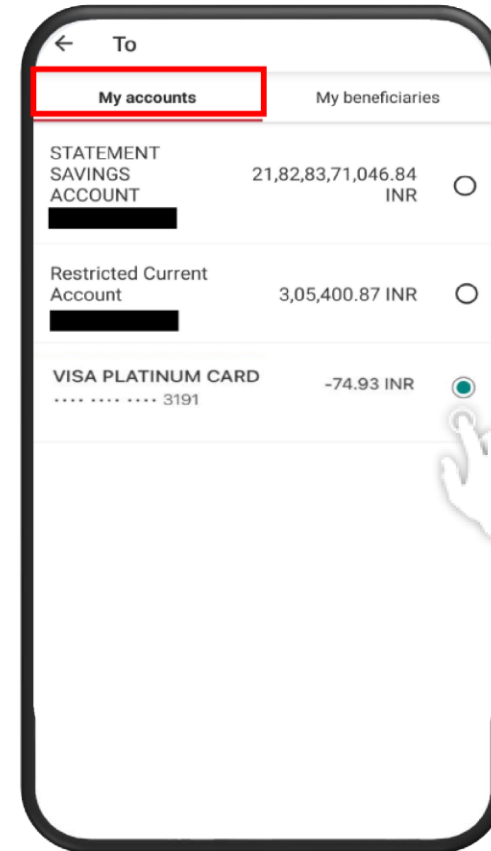 To
My accounts
My beneficiaries
STATEMENT
SAVINGS
ACCOUNT
21,82,83,71,046.84
INR
Restricted Current
Account
3,05,400.87 INR
VISA PLATINUM CARD
-74.93 INR
•••• •••• •••• 3191